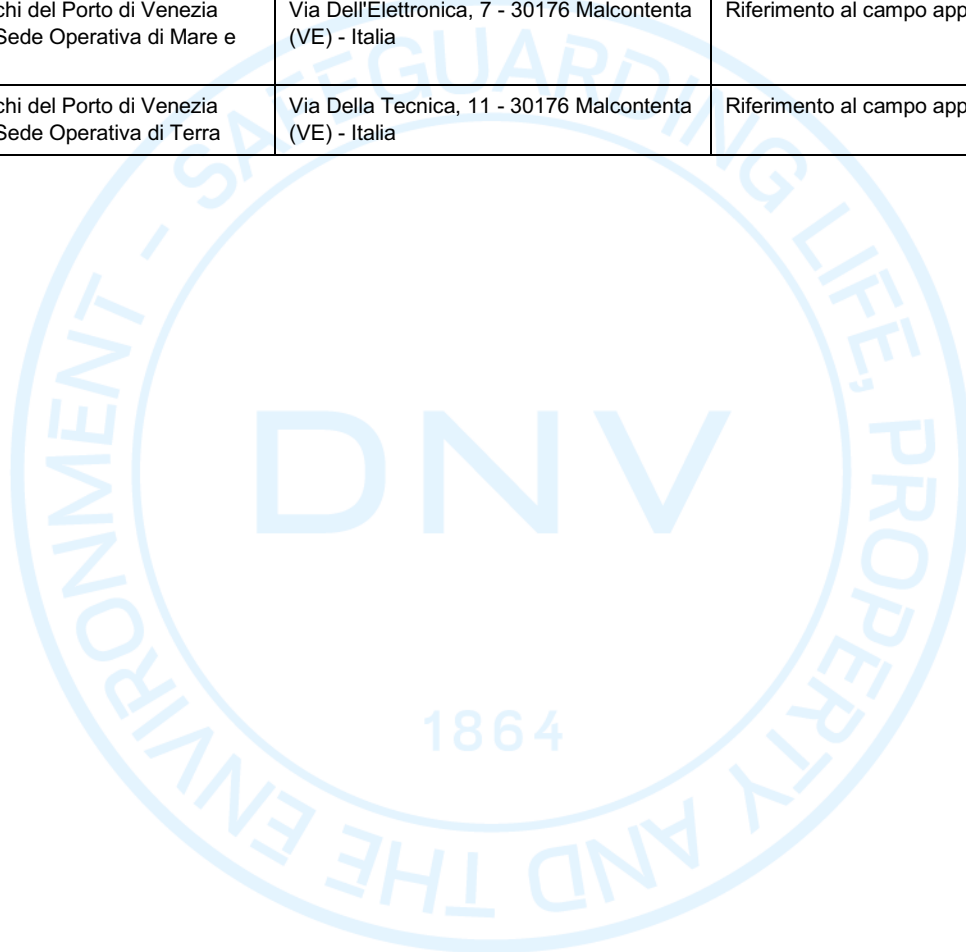 chi del Porto di Venezia
Sede Operativa di Mare e
Via Dell'Elettronica, 7 - 30176 Malcontenta
(VE) - Italia
Riferimento al campo app
chi del Porto di Venezia
Sede Operativa di Terra
Via Della Tecnica, 11 - 30176 Malcontenta
(VE) - Italia
Riferimento al campo app
SAFEGUARDING LIFE, PROPERTY AND THE ENVIRONMENT -
DNV
1864